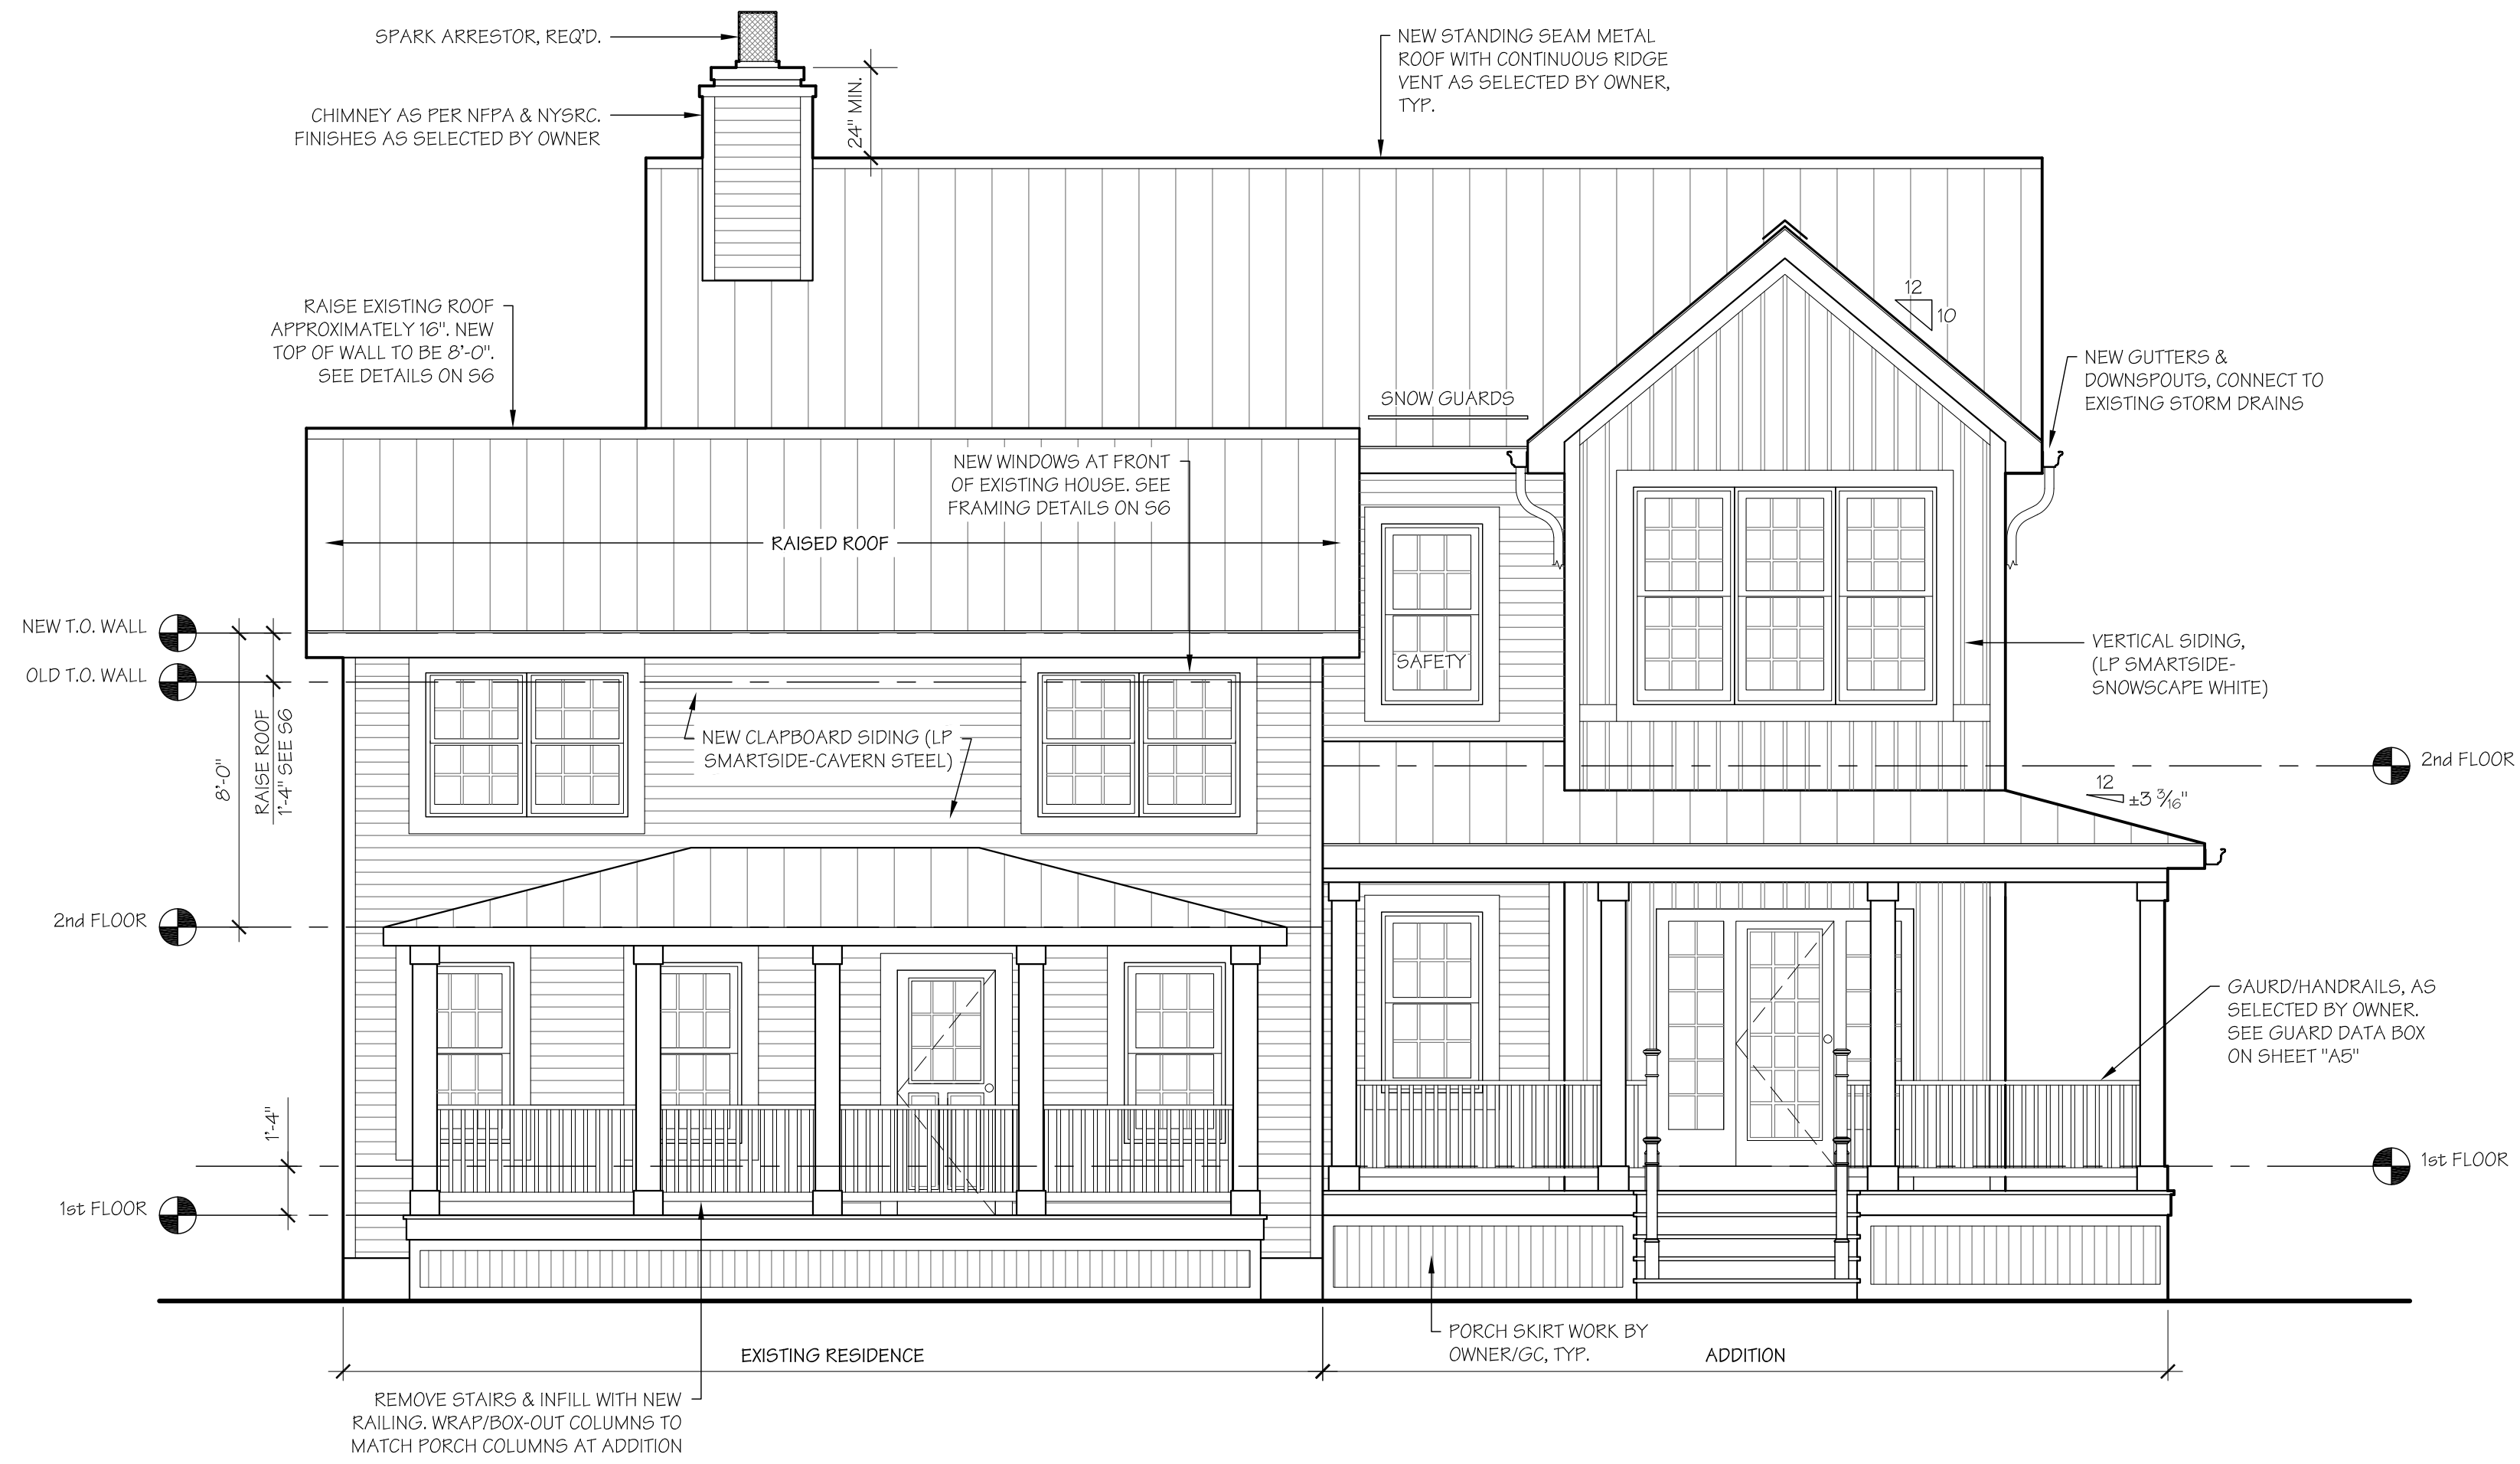 SPARK ARRESTOR, REQ'D.
CHIMNEY AS PER NFPA & NYSRC.
FINISHES AS SELECTED BY OWNER
24" MIN.
NEW STANDING SEAM METAL
ROOF WITH CONTINUOUS RIDGE
VENT AS SELECTED BY OWNER,
TYP.
RAISE EXISTING ROOF
APPROXIMATELY 16". NEW
TOP OF WALL TO BE 8'-0".
SEE DETAILS ON S6
12
10
NEW GUTTERS &
DOWNSPOUTS, CONNECT TO
EXISTING STORM DRAINS
SNOW GUARDS
NEW WINDOWS AT FRONT
OF EXISTING HOUSE. SEE
FRAMING DETAILS ON S6
RAISED ROOF
NEW T.O. WALL
OLD T.O. WALL
8'-0"
RAISE ROOF
1'-4" SEE S6
SAFETY
VERTICAL SIDING,
(LP SMARTSIDE-
SNOWSCAPE WHITE)
NEW CLAPBOARD SIDING (LP
SMARTSIDE-CAVERN STEEL)
2nd FLOOR
12
±3 3/16"
2nd FLOOR
GAURD/HANDRAILS, AS
SELECTED BY OWNER.
SEE GUARD DATA BOX
ON SHEET "A5"
1'-4"
1st FLOOR
1st FLOOR
PORCH SKIRT WORK BY
OWNER/GC, TYP.
EXISTING RESIDENCE
ADDITION
REMOVE STAIRS & INFILL WITH NEW
RAILING. WRAP/BOX-OUT COLUMNS TO
MATCH PORCH COLUMNS AT ADDITION